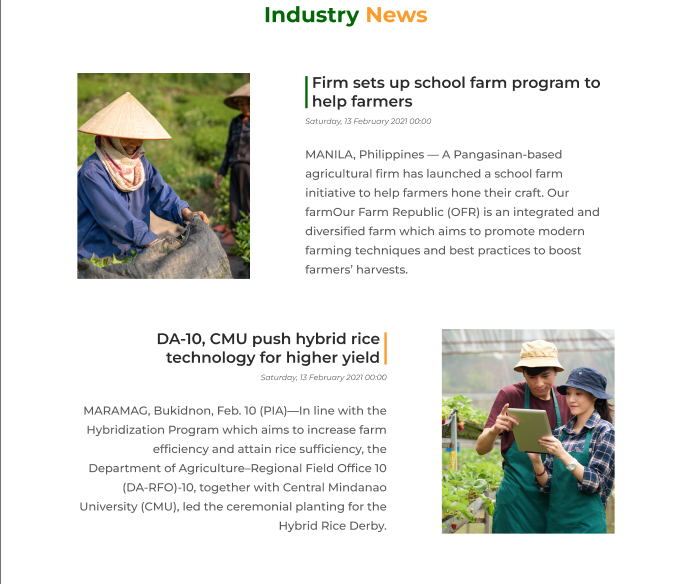 Industry News
Firm sets up school farm program to
help farmers
Saturday, 13 February 2021 00:00
MANILA, Philippines — A Pangasinan-based
agricultural firm has launched a school farm
initiative to help farmers hone their craft. Our
farmOur Farm Republic (OFR) is an integrated and
diversified farm which aims to promote modern
farming techniques and best practices to boost
farmers’ harvests.
DA-10, CMU push hybrid rice
technology for higher yield
Saturday, 13 February 2021 00:00
MARAMAG, Bukidnon, Feb. 10 (PIA)—In line with the
Hybridization Program which aims to increase farm
efficiency and attain rice sufficiency, the
Department of Agriculture–Regional Field Office 10
(DA-RFO)-10, together with Central Mindanao
University (CMU), led the ceremonial planting for the
Hybrid Rice Derby.